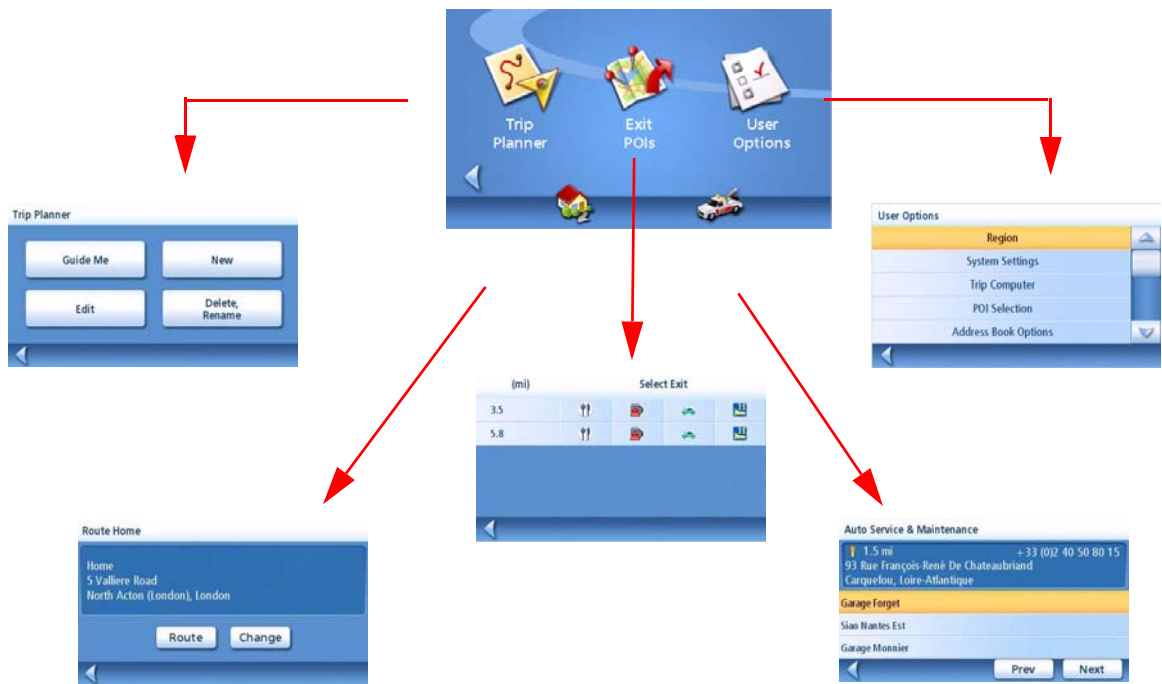 Trip
Planner
Exit
POIs
User
Options
Trip Planner
Guide Me
New
Edit
Delete,
Rename
User Options
Region
System Settings
Trip Computer
POI Selection
Address Book Options
(mi)
Select Exit
3.5
5.8
Route Home
Home
5 Valliere Road
North Acton (London), London
Route
Change
Auto Service & Maintenance
1.5 mi
+33 (0)2 40 50 80 15
93 Rue François-René De Chateaubriand
Carquefou, Loire-Atlantique
Garage Forget
Siao Nantes Est
Garage Monnier
Prev
Next